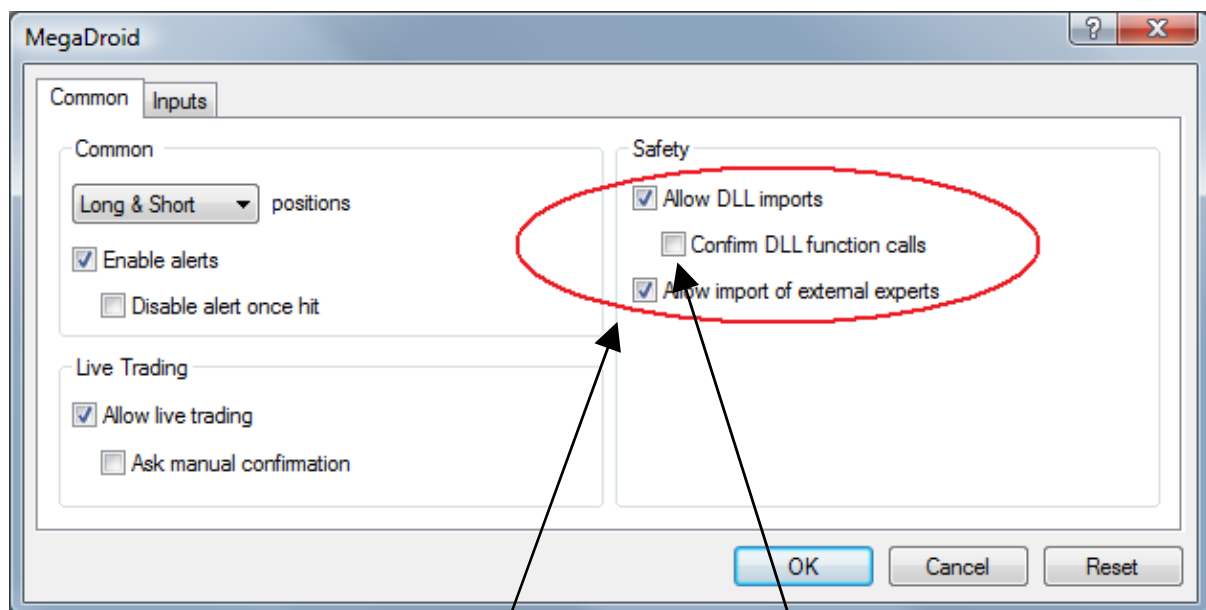 MegaDroid
Common
Inputs
Common
Long & Short positions
Enable alerts
Disable alert once hit
Live Trading
Allow live trading
Ask manual confirmation
Safety
Allow DLL imports
Confirm DLL function calls
Allow import of external experts
OK
Cancel
Reset